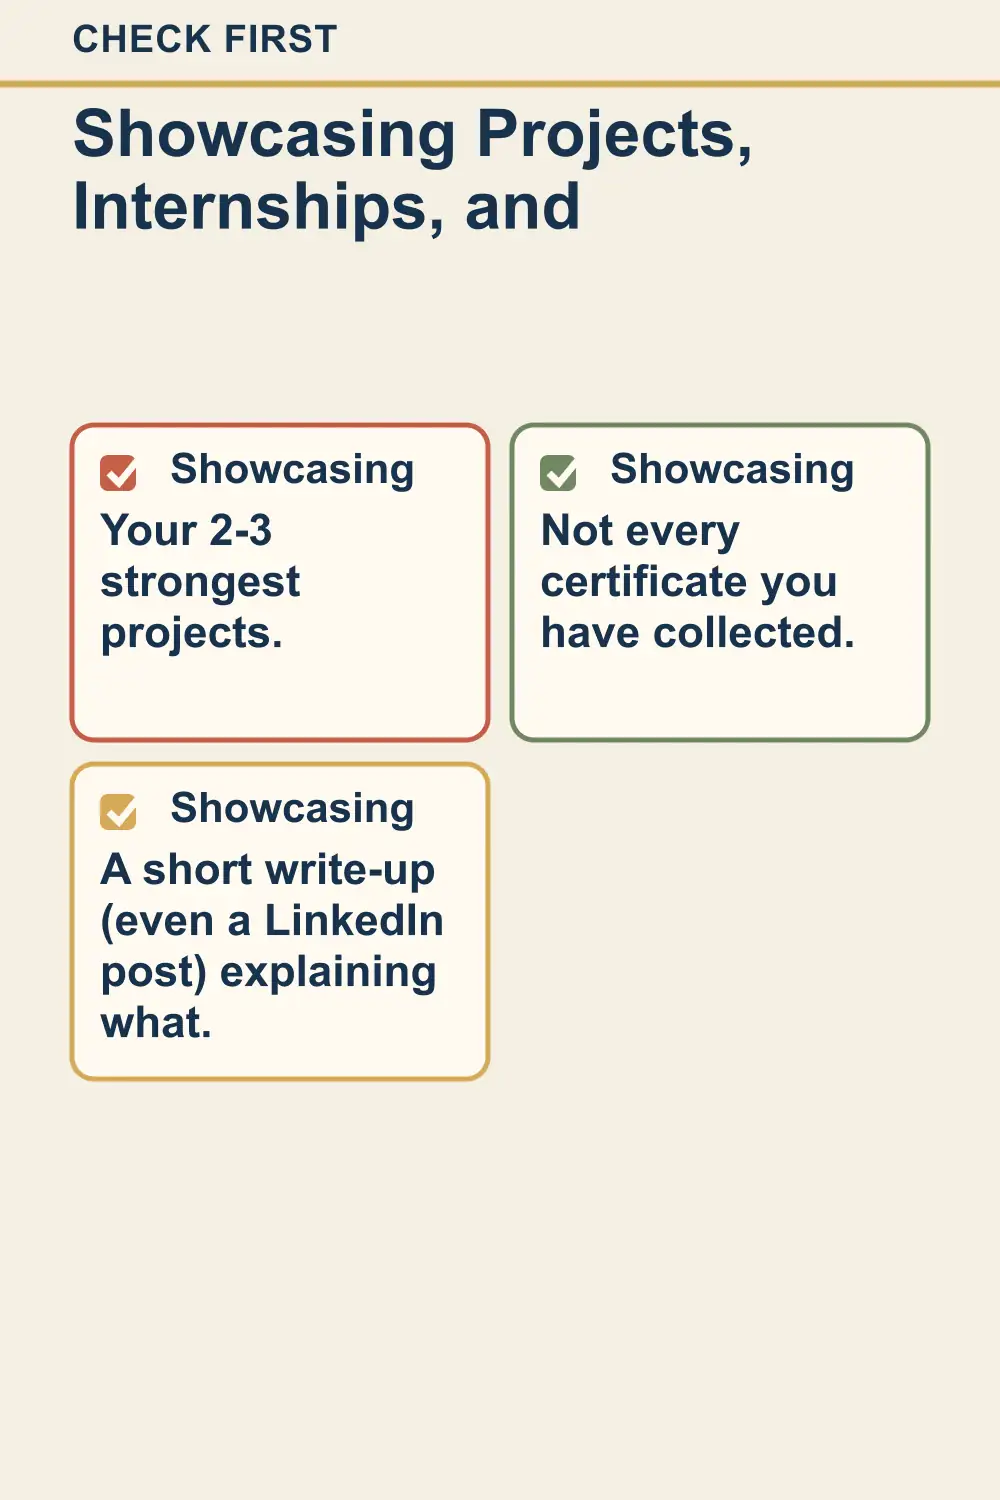 CHECK FIRST
Showcasing Projects,
Internships, and
Showcasing
Your 2-3
strongest
projects.
Showcasing
Not every
certificate you
have collected.
Showcasing
A short write-up
(even a LinkedIn
post) explaining
what.